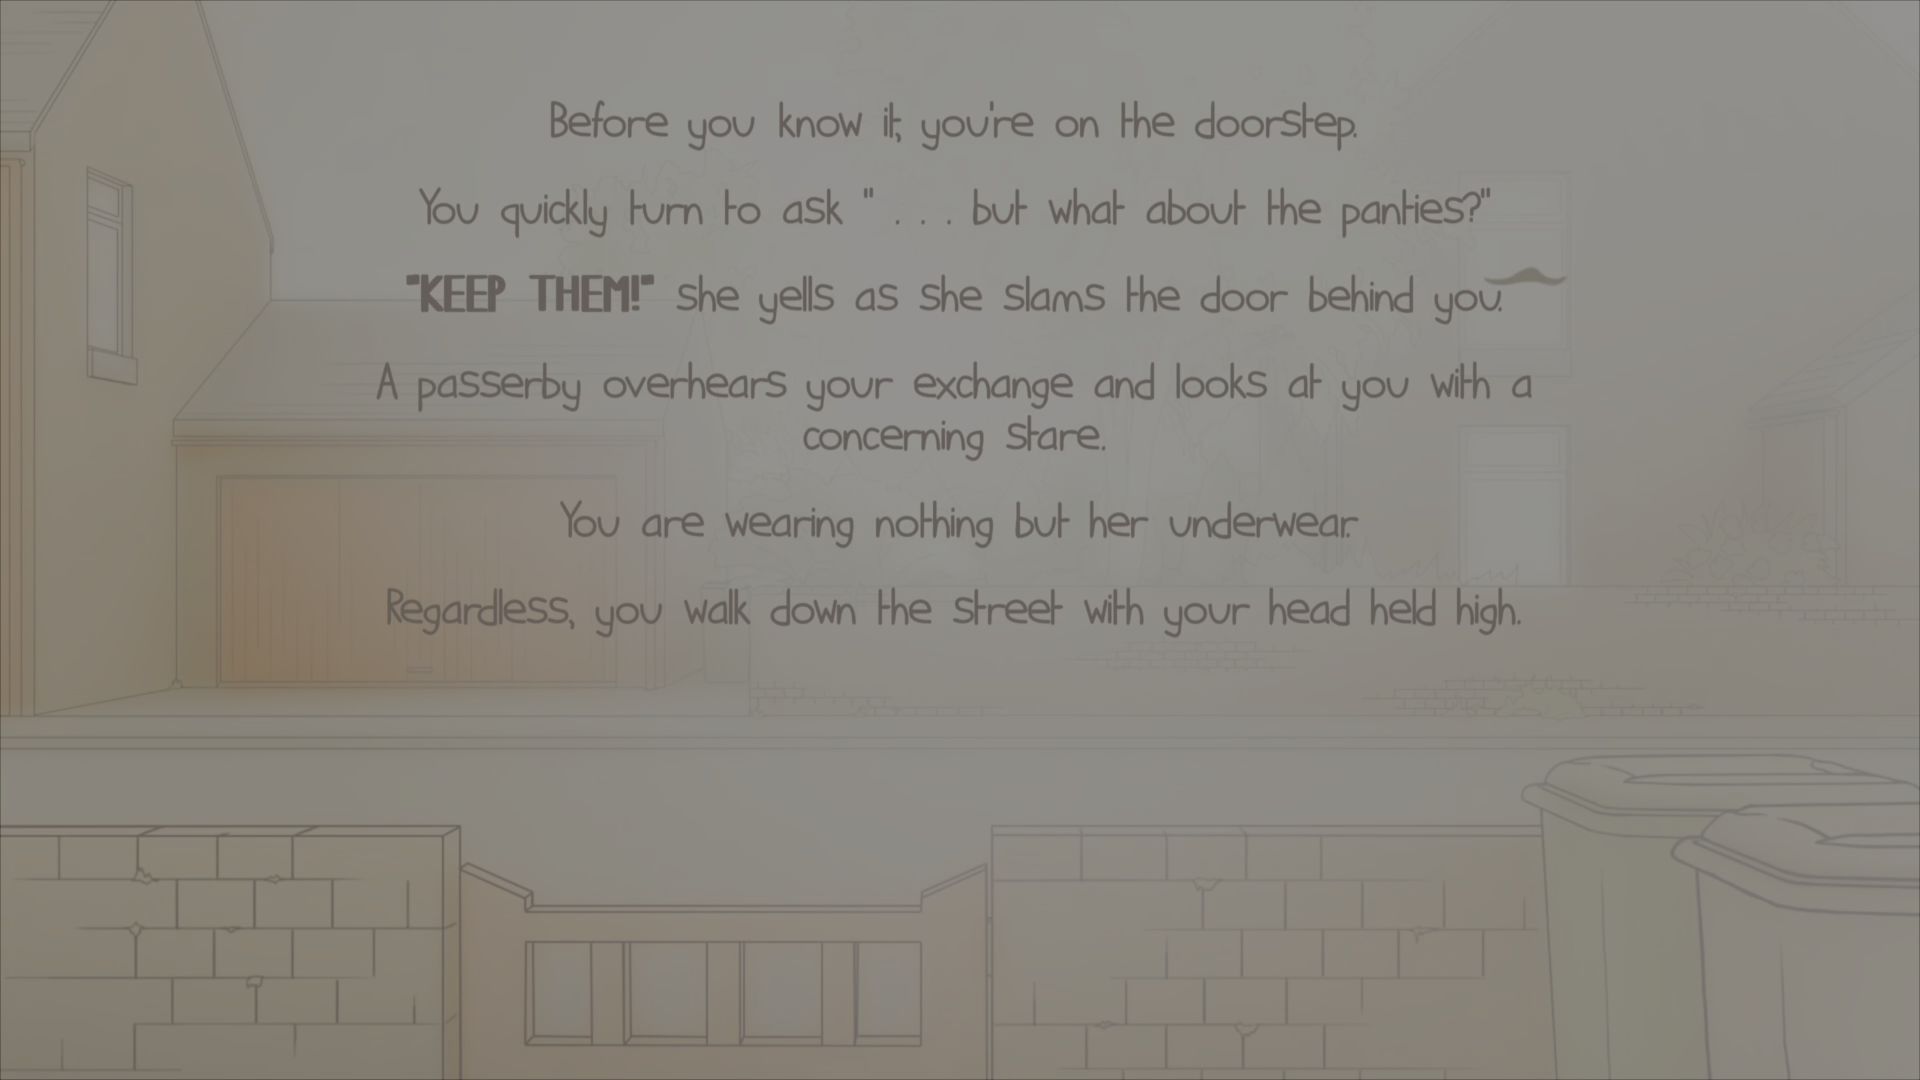 Before you know it, you're on the doorstep.
You quickly turn to ask " . . . but what about the panties?"
"KEEP THEM!" she yells as she slams the door behind you.
A passerby overhears your exchange and looks at you with a
concerning stare.
You are wearing nothing but her underwear.
Regardless, you walk down the street with your head held high.